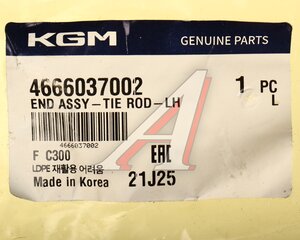 KGM GENUINE PARTS
4666037002 1 PC
END ASSY-TIE ROD-LH L
4666037002
F C300 EAC
LDPE 재활용 어려움
Made in Korea 21J25